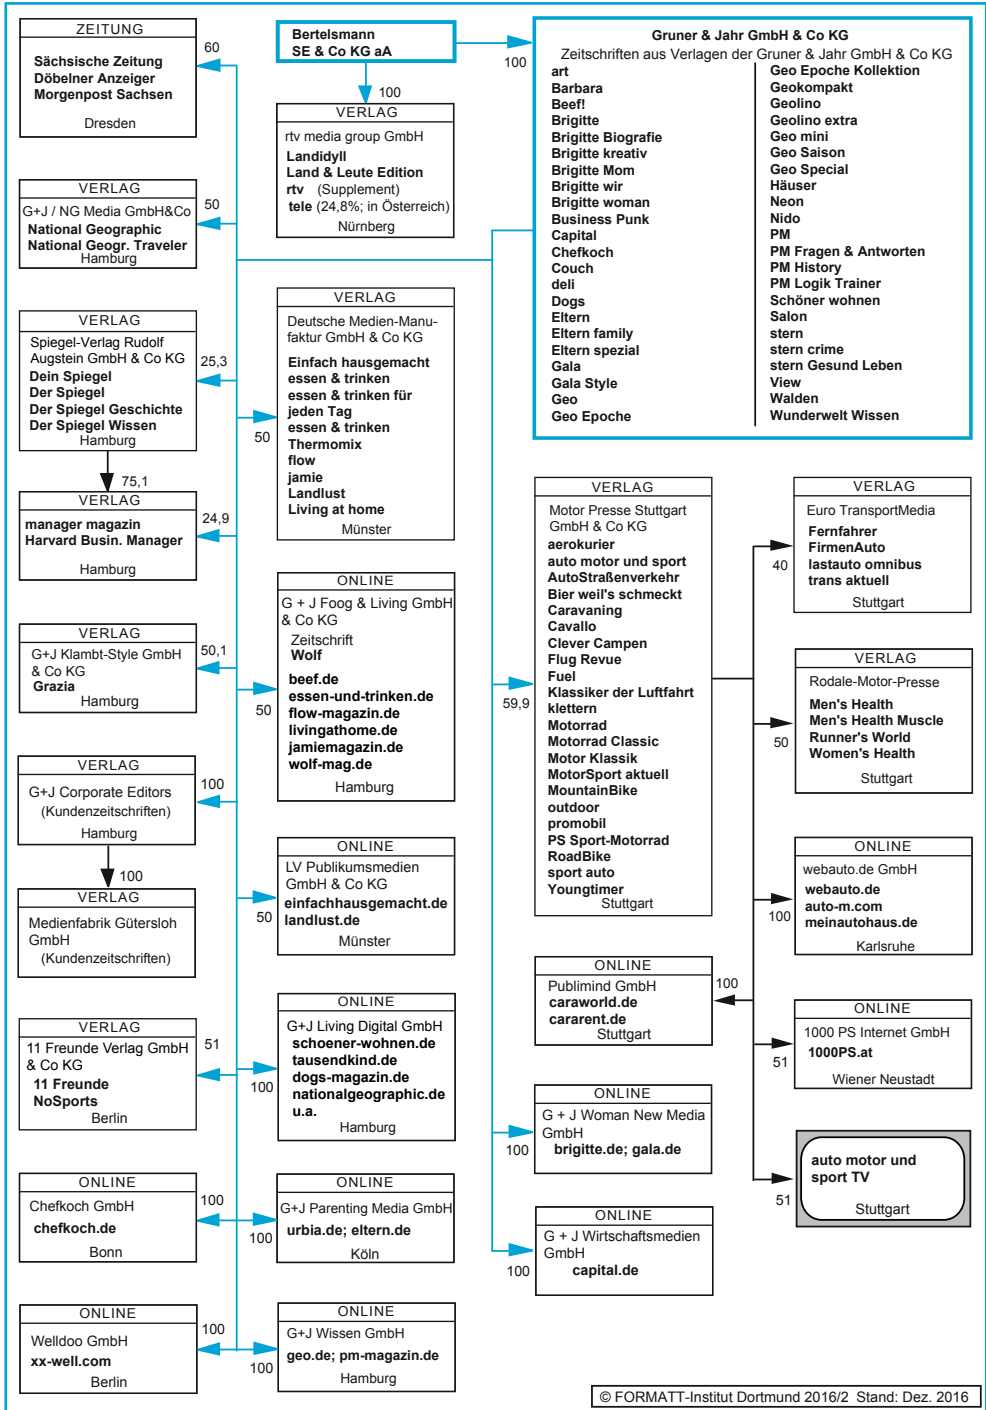 ZEITUNG
60
Sächsische Zeitung
Döbelner Anzeiger
Morgenpost Sachsen
Dresden
Bertelsmann
SE & Co KG aA
100
100
VERLAG
rtv media group GmbH
Landidyll
Land & Leute Edition
rtv (Supplement)
tele (24,8%; in Österreich)
Nürnberg
Gruner & Jahr GmbH & Co KG
Zeitschriften aus Verlagen der Gruner & Jahr GmbH & Co KG
art
Barbara
Beef!
Brigitte
Brigitte Biografie
Brigitte kreativ
Brigitte Mom
Brigitte wir
Brigitte woman
Business Punk
Capital
Chefkoch
Couch
deli
Dogs
Eltern
Eltern family
Eltern spezial
Gala
Gala Style
Geo
Geo Epoche
Geo Epoche Kollektion
Geokompakt
Geolino
Geolino extra
Geo mini
Geo Saison
Geo Special
Häuser
Neon
Nido
PM
PM Fragen & Antworten
PM History
PM Logik Trainer
Schöner wohnen
Salon
stern
stern crime
stern Gesund Leben
View
Walden
Wunderwelt Wissen
VERLAG
50
G+J / NG Media GmbH&Co
National Geographic
National Geogr. Traveler
Hamburg
VERLAG
Spiegel-Verlag Rudolf
Augstein GmbH & Co KG
25,3
Dein Spiegel
Der Spiegel
Der Spiegel Geschichte
Der Spiegel Wissen
Hamburg
75,1
VERLAG
24,9
manager magazin
Harvard Busin. Manager
Hamburg
VERLAG
50,1
G+J Klambt-Style GmbH
& Co KG
Grazia
Hamburg
VERLAG
100
G+J Corporate Editors
(Kundenzeitschriften)
Hamburg
100
VERLAG
Medienfabrik Gütersloh
GmbH
(Kundenzeitschriften)
VERLAG
51
11 Freunde Verlag GmbH
& Co KG
11 Freunde
NoSports
Berlin
ONLINE
100
Chefkoch GmbH
chefkoch.de
Bonn
ONLINE
100
Welldoo GmbH
xx-well.com
Berlin
VERLAG
Deutsche Medien-Manu-
faktur GmbH & Co KG
Einfach hausgemacht
essen & trinken
essen & trinken für
jeden Tag
essen & trinken
Thermomix
flow
jamie
Landlust
Living at home
Münster
50
ONLINE
G + J Foog & Living GmbH
& Co KG
Zeitschrift
Wolf
beef.de
essen-und-trinken.de
flow-magazin.de
livingathome.de
jamiemagazin.de
wolf-mag.de
Hamburg
50
ONLINE
LV Publikumsmedien
GmbH & Co KG
einfachhausgemacht.de
landlust.de
Münster
50
ONLINE
G+J Living Digital GmbH
schoener-wohnen.de
tausendkind.de
dogs-magazin.de
nationalgeographic.de
u.a.
Hamburg
100
ONLINE
G+J Parenting Media GmbH
urbia.de; eltern.de
Köln
100
ONLINE
G+J Wissen GmbH
geo.de; pm-magazin.de
Hamburg
100
VERLAG
Motor Presse Stuttgart
GmbH & Co KG
aerokurier
auto motor und sport
AutoStraßenverkehr
Bier weil's schmeckt
Caravaning
Cavallo
Clever Campen
Flug Revue
Fuel
Klassiker der Luftfahrt
klettern
Motorrad
Motorrad Classic
Motor Klassik
MotorSport aktuell
MountainBike
outdoor
promobil
PS Sport-Motorrad
RoadBike
sport auto
Youngtimer
Stuttgart
59,9
ONLINE
Publimind GmbH
caraworld.de
cararent.de
Stuttgart
100
ONLINE
G + J Woman New Media
GmbH
brigitte.de; gala.de
100
ONLINE
G + J Wirtschaftsmedien
GmbH
capital.de
100
VERLAG
Euro TransportMedia
Fernfahrer
FirmenAuto
lastauto omnibus
trans aktuell
Stuttgart
40
VERLAG
Rodale-Motor-Presse
Men's Health
Men's Health Muscle
Runner's World
Women's Health
Stuttgart
50
ONLINE
webauto.de GmbH
webauto.de
auto-m.com
meinautohaus.de
Karlsruhe
100
ONLINE
1000 PS Internet GmbH
1000PS.at
Wiener Neustadt
51
auto motor und
sport TV
Stuttgart
51
© FORMATT-Institut Dortmund 2016/2 Stand: Dez. 2016